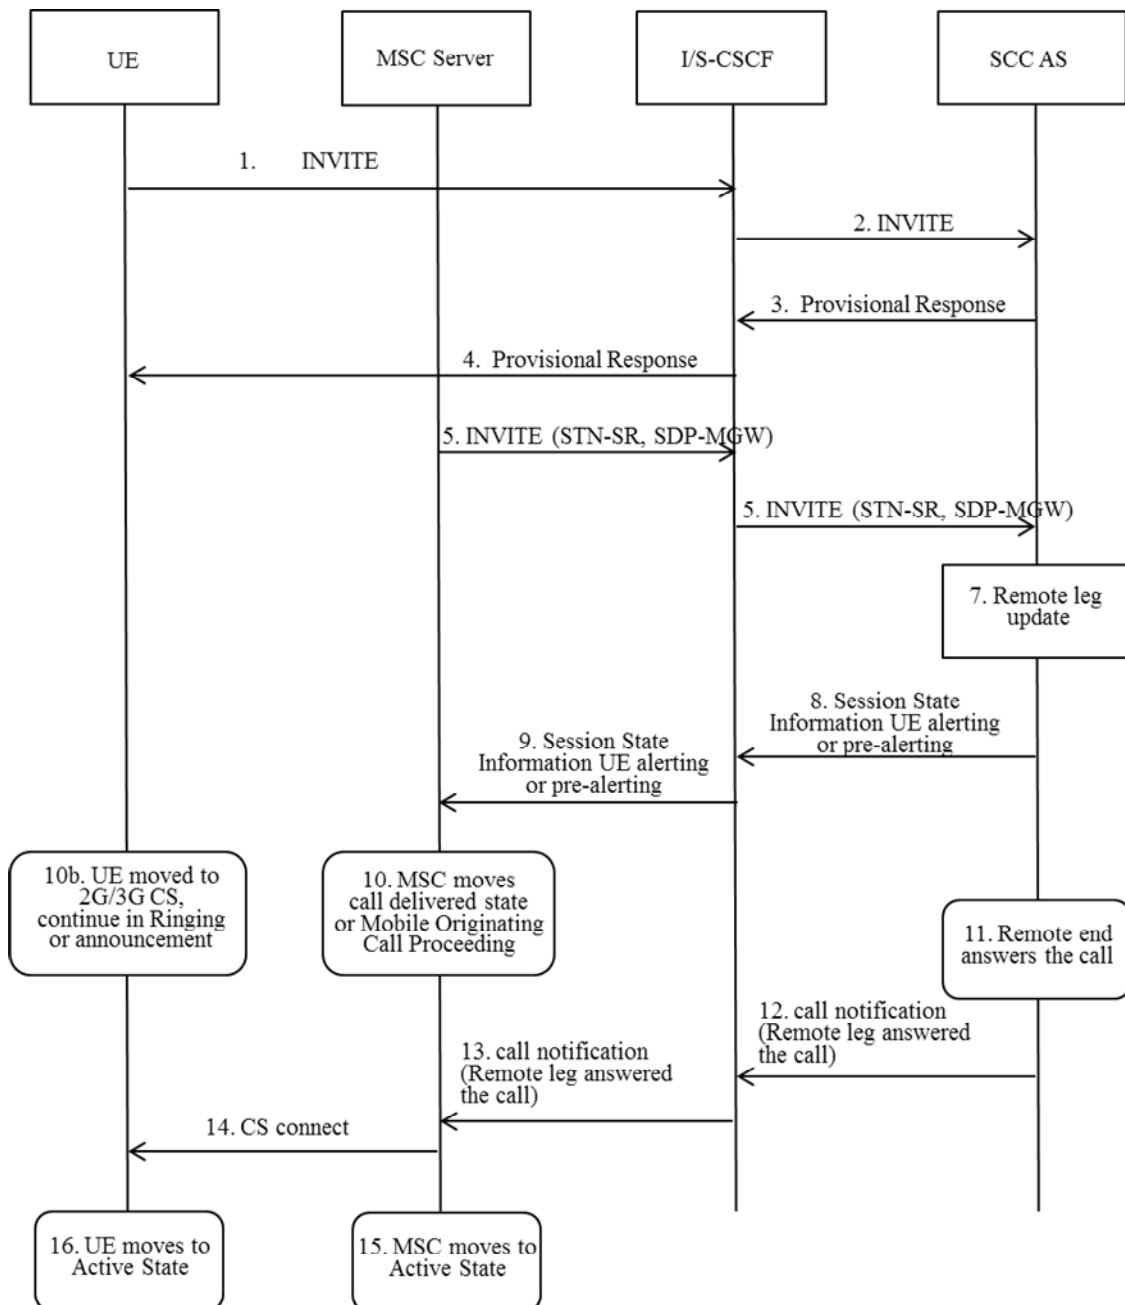 UE
MSC Server
I/S-CSCF
SCC AS
1. INVITE
2. INVITE
3. Provisional Response
4. Provisional Response
5. INVITE (STN-SR, SDP-MGW)
5. INVITE (STN-SR, SDP-MGW)
7. Remote leg
update
8. Session State
Information UE alerting
or pre-alerting
9. Session State
Information UE alerting
or pre-alerting
10b. UE moved to
2G/3G CS,
continue in Ringing
or announcement
10. MSC moves
call delivered state
or Mobile Originating
Call Proceeding
11. Remote end
answers the call
12. call notification
(Remote leg answered
the call)
13. call notification
(Remote leg answered
the call)
14. CS connect
16. UE moves to
Active State
15. MSC moves to
Active State